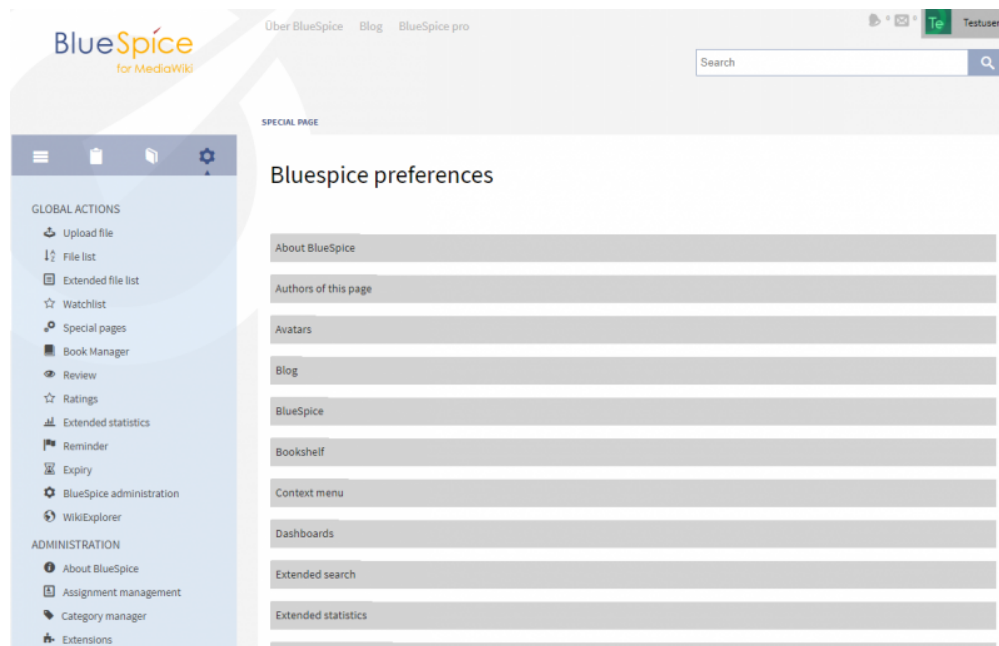 BlueSpice
for MediaWiki
Über BlueSpice Blog BlueSpice pro
Te Testuser
Search
SPECIAL PAGE
Bluespice preferences
GLOBAL ACTIONS
Upload file
File list
Extended file list
Watchlist
Special pages
Book Manager
Review
Ratings
Extended statistics
Reminder
Expiry
BlueSpice administration
WikiExplorer
ADMINISTRATION
About BlueSpice
Assignment management
Category manager
Extensions
About BlueSpice
Authors of this page
Avatars
Blog
BlueSpice
Bookshelf
Context menu
Dashboards
Extended search
Extended statistics